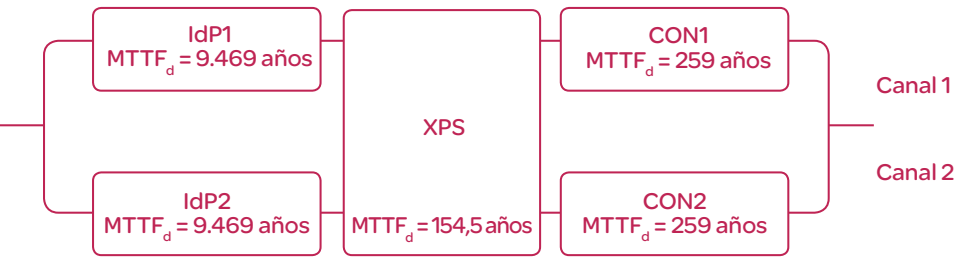 IdP1
MTTFd = 9.469 años
XPS
MTTFd = 154,5 años
CON1
MTTFd = 259 años
Canal 1
Canal 2
IdP2
MTTFd = 9.469 años
CON2
MTTFd = 259 años